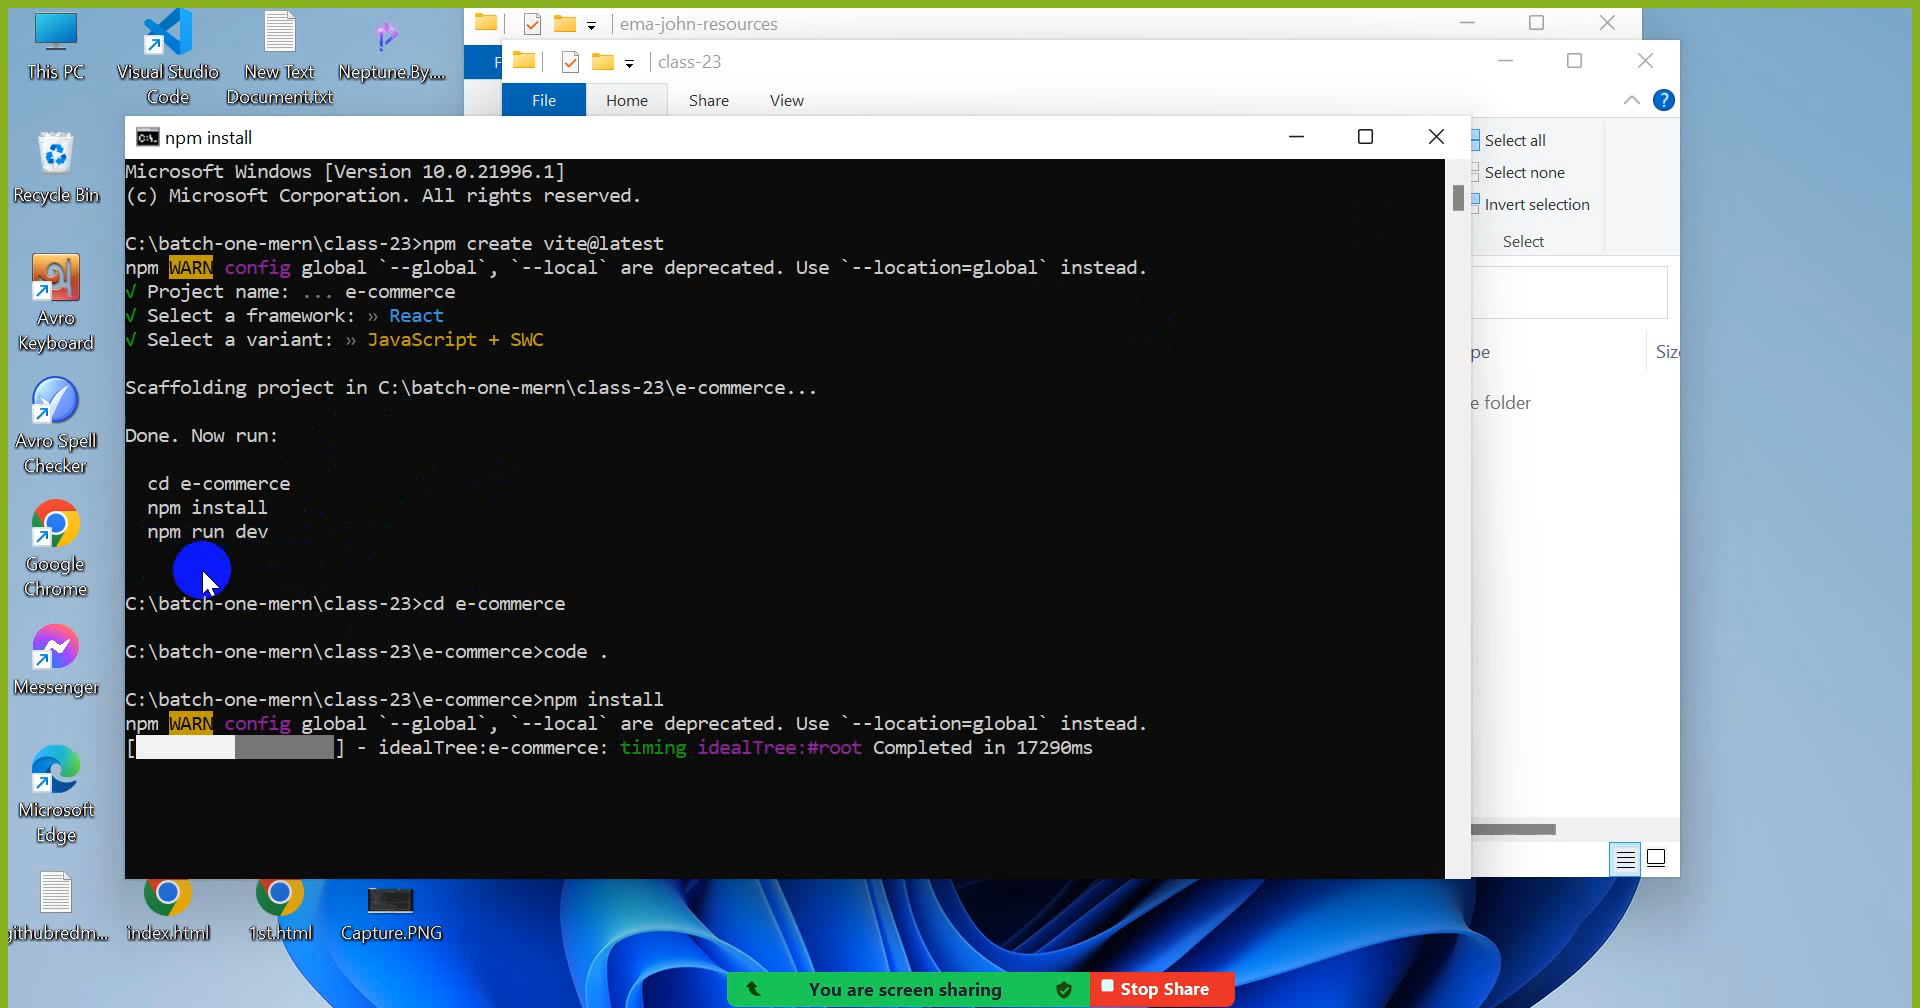 This PC
Visual Studio Code
New Text Document.txt
Neptune.By....
Recycle Bin
Avro Keyboard
Avro Spell Checker
Google Chrome
Messenger
Microsoft Edge
index.html
1st.html
Capture.PNG
ema-john-resources
class-23
File
Home
Share
View
Select all
Select none
Invert selection
Select
npm install
Microsoft Windows [Version 10.0.21996.1]
(c) Microsoft Corporation. All rights reserved.
C:\batch-one-mern\class-23>npm create vite@latest
npm WARN config global `--global`, `--local` are deprecated. Use `--location=global` instead.
√ Project name: ... e-commerce
√ Select a framework: » React
√ Select a variant: » JavaScript + SWC
Scaffolding project in C:\batch-one-mern\class-23\e-commerce...
Done. Now run:
cd e-commerce
npm install
npm run dev
C:\batch-one-mern\class-23>cd e-commerce
C:\batch-one-mern\class-23\e-commerce>code .
C:\batch-one-mern\class-23\e-commerce>npm install
npm WARN config global `--global`, `--local` are deprecated. Use `--location=global` instead.
[ ] - idealTree:e-commerce: timing idealTree:#root Completed in 17290ms
pe
Siz
e folder
You are screen sharing
Stop Share